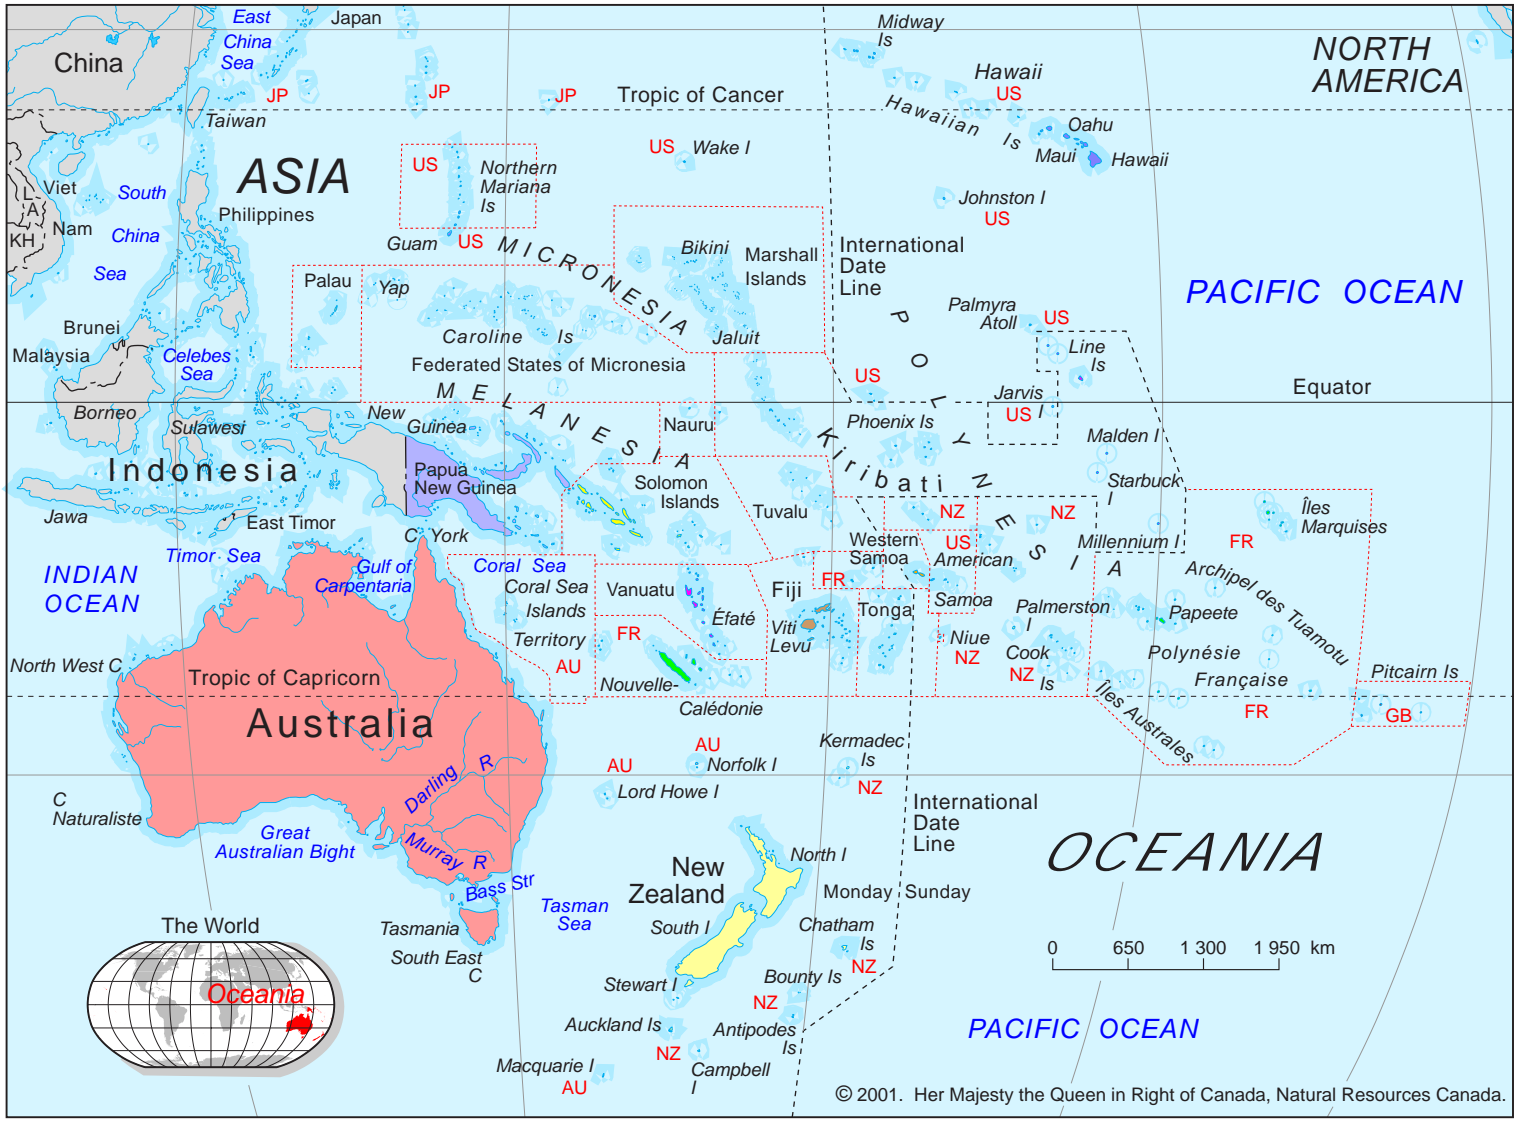 East
China
Sea
Japan
China
JP
JP
JP
Tropic of Cancer
Midway
Is
Hawaii
US
Hawaiian Is
Oahu
Maui
Hawaii
NORTH
AMERICA
Taiwan
ASIA
US
Northern
Mariana
Is
US
Wake I
Johnston I
US
Viet
Nam
L
A
KH
South
China
Sea
Philippines
Guam
US
MICRONESIA
Bikini
Marshall
Islands
International
Date
Line
PACIFIC OCEAN
Palau
Yap
Caroline Is
Jaluit
Federated States of Micronesia
Palmyra
Atoll
US
Line
Is
POLYNESIA
Brunei
Malaysia
Celebes
Sea
MELANESIA
US
Jarvis
I
US
Equator
Borneo
Sulawesi
New
Guinea
Nauru
Phoenix Is
Kiribati
Malden I
Indonesia
Papua
New Guinea
Solomon
Islands
Starbuck
I
Jawa
East Timor
C York
Tuvalu
NZ
NZ
Îles
Marquises
Timor Sea
Gulf of
Carpentaria
Coral Sea
Western
Samoa
US
American
Samoa
Millennium I
FR
INDIAN
OCEAN
Coral Sea
Islands
Territory
AU
Vanuatu
Éfaté
FR
Fiji
Viti
Levu
FR
Tonga
Niue
NZ
Palmerston
I
Cook
Is
NZ
Archipel des Tuamotu
Papeete
Polynésie
Française
FR
Îles Australes
Pitcairn Is
GB
North West C
Tropic of Capricorn
Nouvelle-
Calédonie
Australia
AU
Norfolk I
AU
Lord Howe I
Kermadec
Is
NZ
Darling R
Murray R
C
Naturaliste
Great
Australian Bight
International
Date
Line
OCEANIA
New
Zealand
North I
Monday
Sunday
Bass Str
Tasman
Sea
Tasmania
South East
C
South I
Chatham
Is
NZ
0 650 1 300 1 950 km
The World
Oceania
Stewart I
Bounty Is
NZ
Auckland Is
NZ
Antipodes
Is
PACIFIC OCEAN
Macquarie I
AU
Campbell
I
© 2001. Her Majesty the Queen in Right of Canada, Natural Resources Canada.